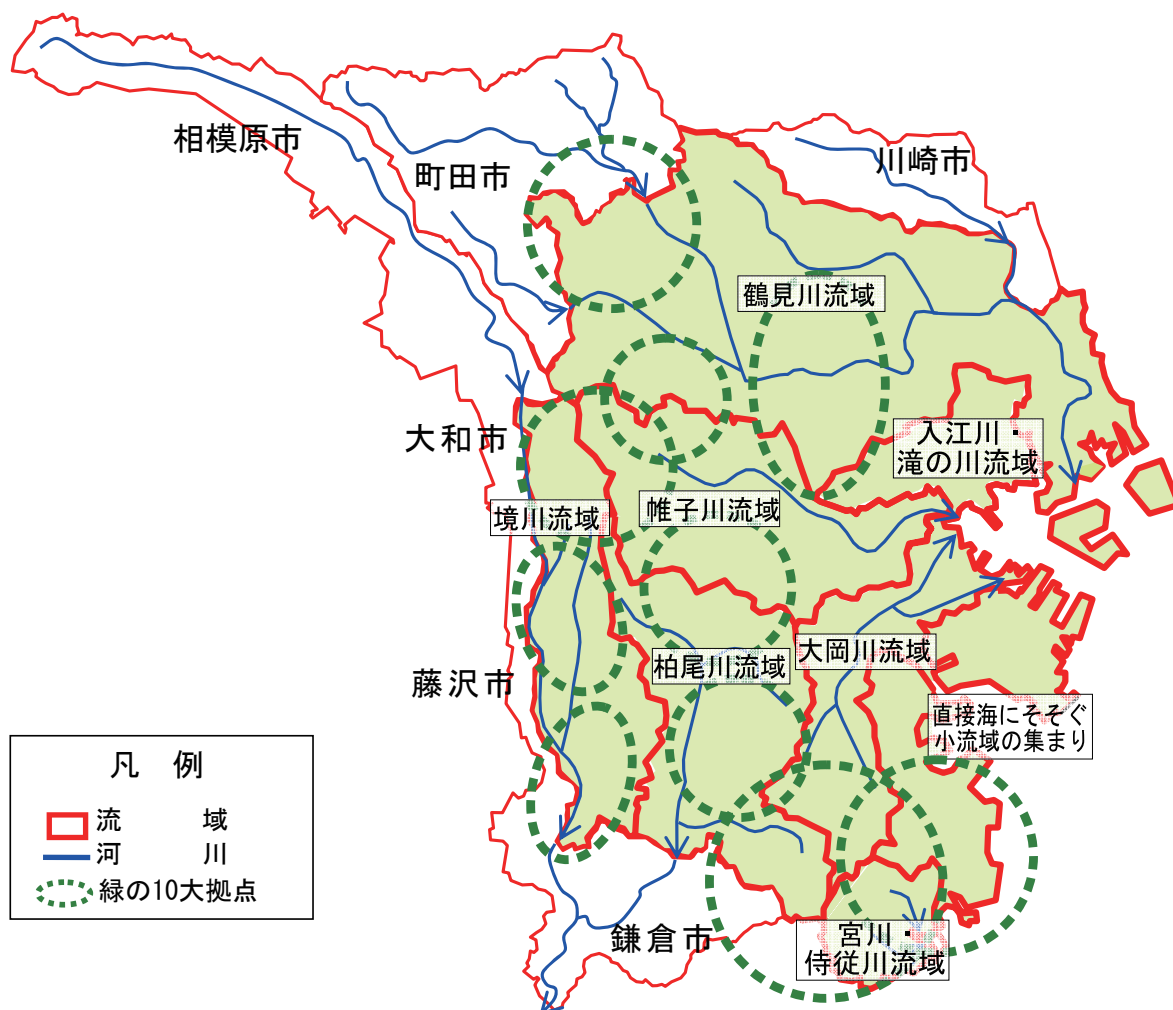 相模原市
町田市
川崎市
鶴見川流域
大和市
入江川・
滝の川流域
境川流域
帷子川流域
藤沢市
柏尾川流域
大岡川流域
直接海にそそぐ
小流域の集まり
凡 例
流 域
河 川
緑の10大拠点
鎌倉市
宮川・
侍従川流域